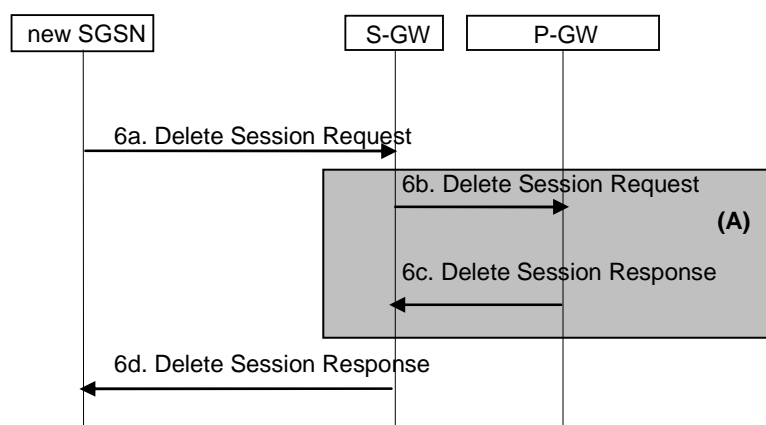 new SGSN
S-GW
P-GW
6a. Delete Session Request
6b. Delete Session Request
(A)
6c. Delete Session Response
6d. Delete Session Response